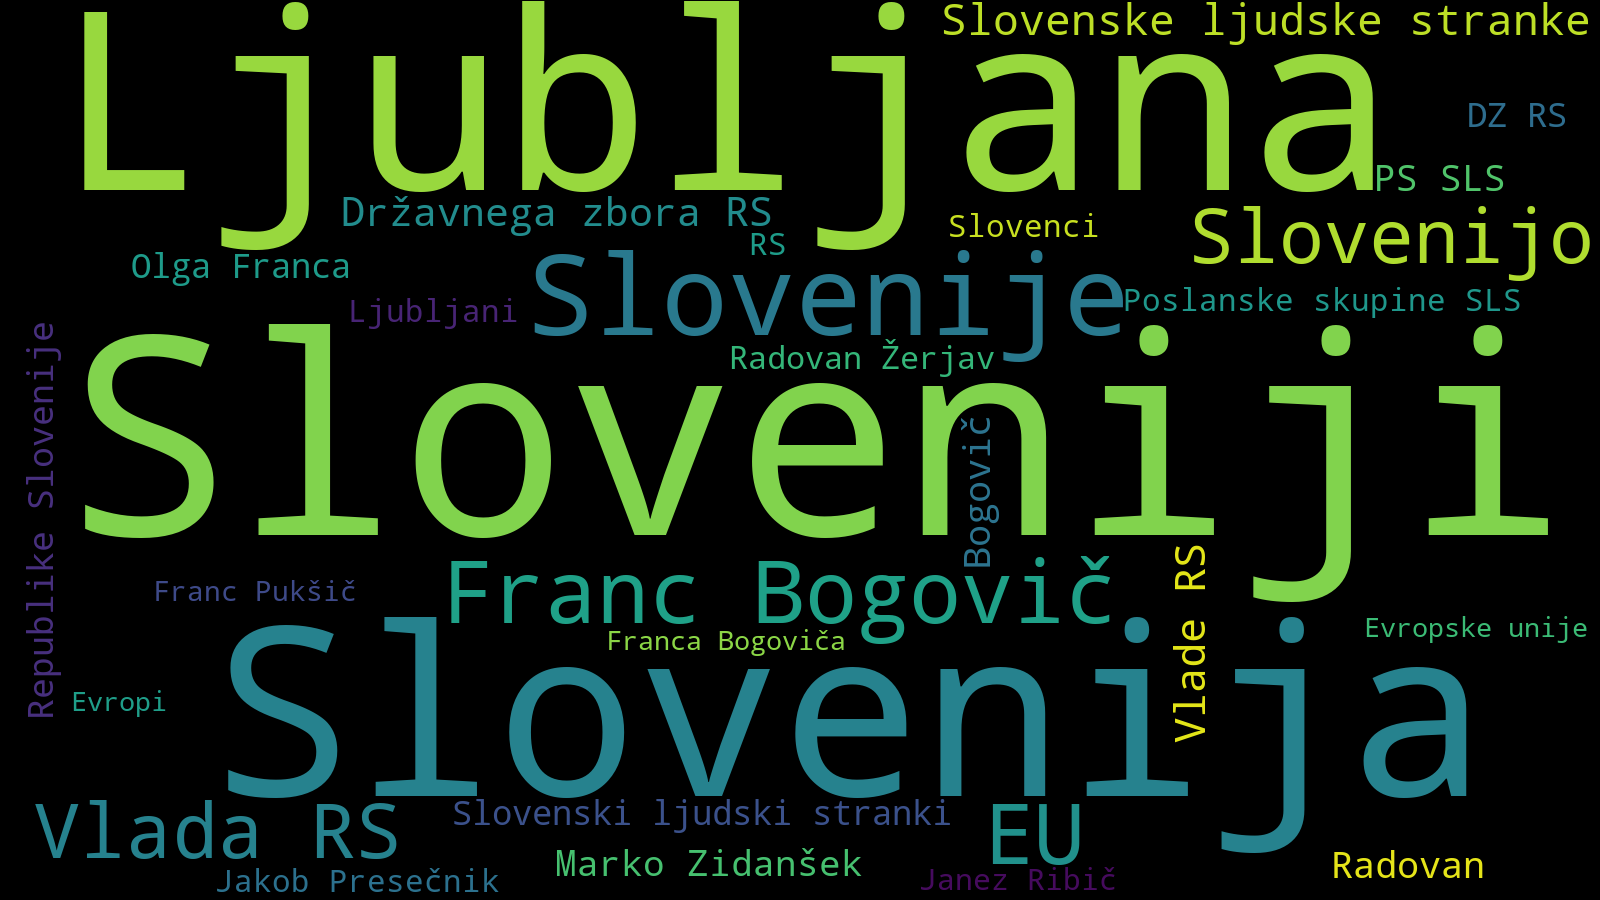 Ljubljana
Slovenske ljudske stranke
DZ RS
PS SLS
Državnega zbora RS
Slovenci
Slovenijo
RS
Olga Franca
Slovenije
Ljubljani
Poslanske skupine SLS
Radovan Žerjav
Republike Slovenije
Sloveniji
Bogovič
Franc Bogovič
Vlade RS
Franc Pukšič
Franca Bogoviča
Evropske unije
Evropi
Slovenija
Vlada RS
Slovenski ljudski stranki
EU
Marko Zidanšek
Radovan
Jakob Presečnik
Janez Ribič